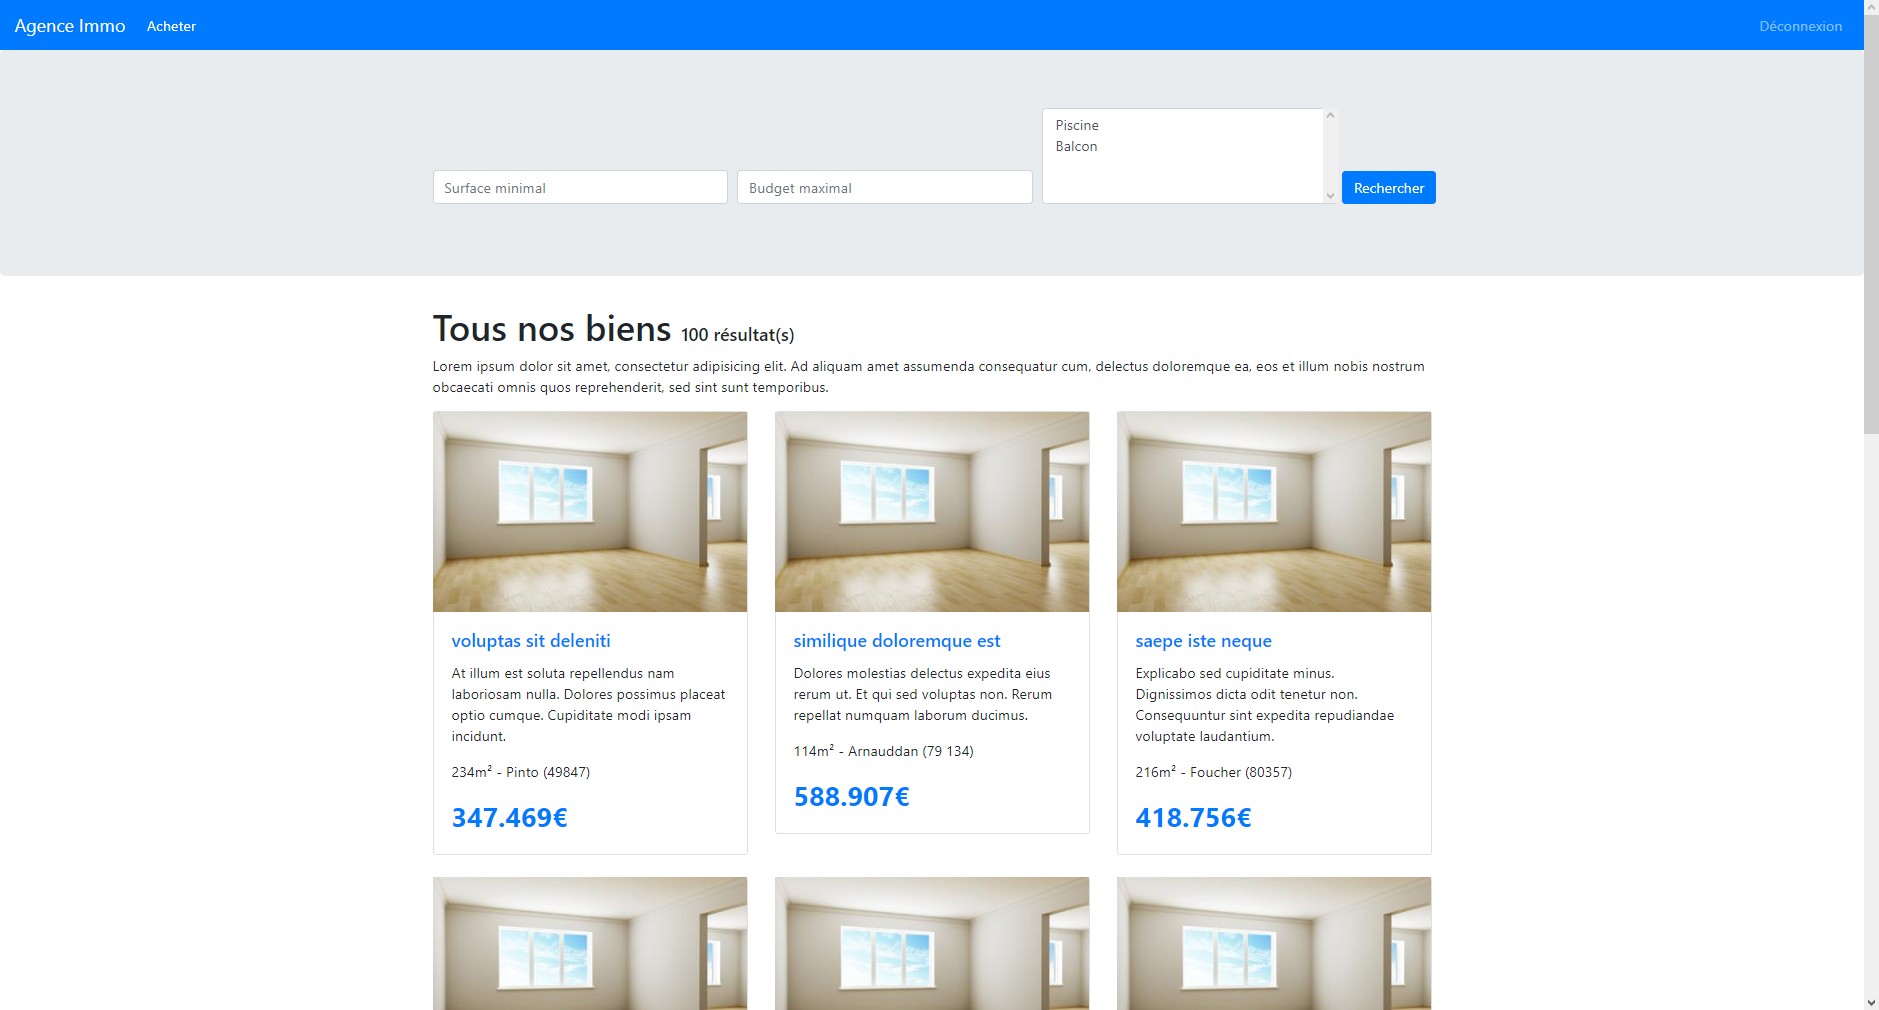 Agence Immo Acheter Déconnexion
Piscine
Balcon
Surface minimal Budget maximal Rechercher
Tous nos biens 100 résultat(s)
Lorem ipsum dolor sit amet, consectetur adipisicing elit. Ad aliquam amet assumenda consequatur cum, delectus doloremque ea, eos et illum nobis nostrum
obcaecati omnis quos reprehenderit, sed sint sunt temporibus.
voluptas sit deleniti
At illum est soluta repellendus nam
laboriosam nulla. Dolores possimus placeat
optio cumque. Cupiditate modi ipsam
incidunt.
234m² - Pinto (49847)
347.469€
similique doloremque est
Dolores molestias delectus expedita eius
rerum ut. Et qui sed voluptas non. Rerum
repellat numquam laborum ducimus.
114m² - Arnauddan (79 134)
588.907€
saepe iste neque
Explicabo sed cupiditate minus.
Dignissimos dicta odit tenetur non.
Consequuntur sint expedita repudiandae
voluptate laudantium.
216m² - Foucher (80357)
418.756€